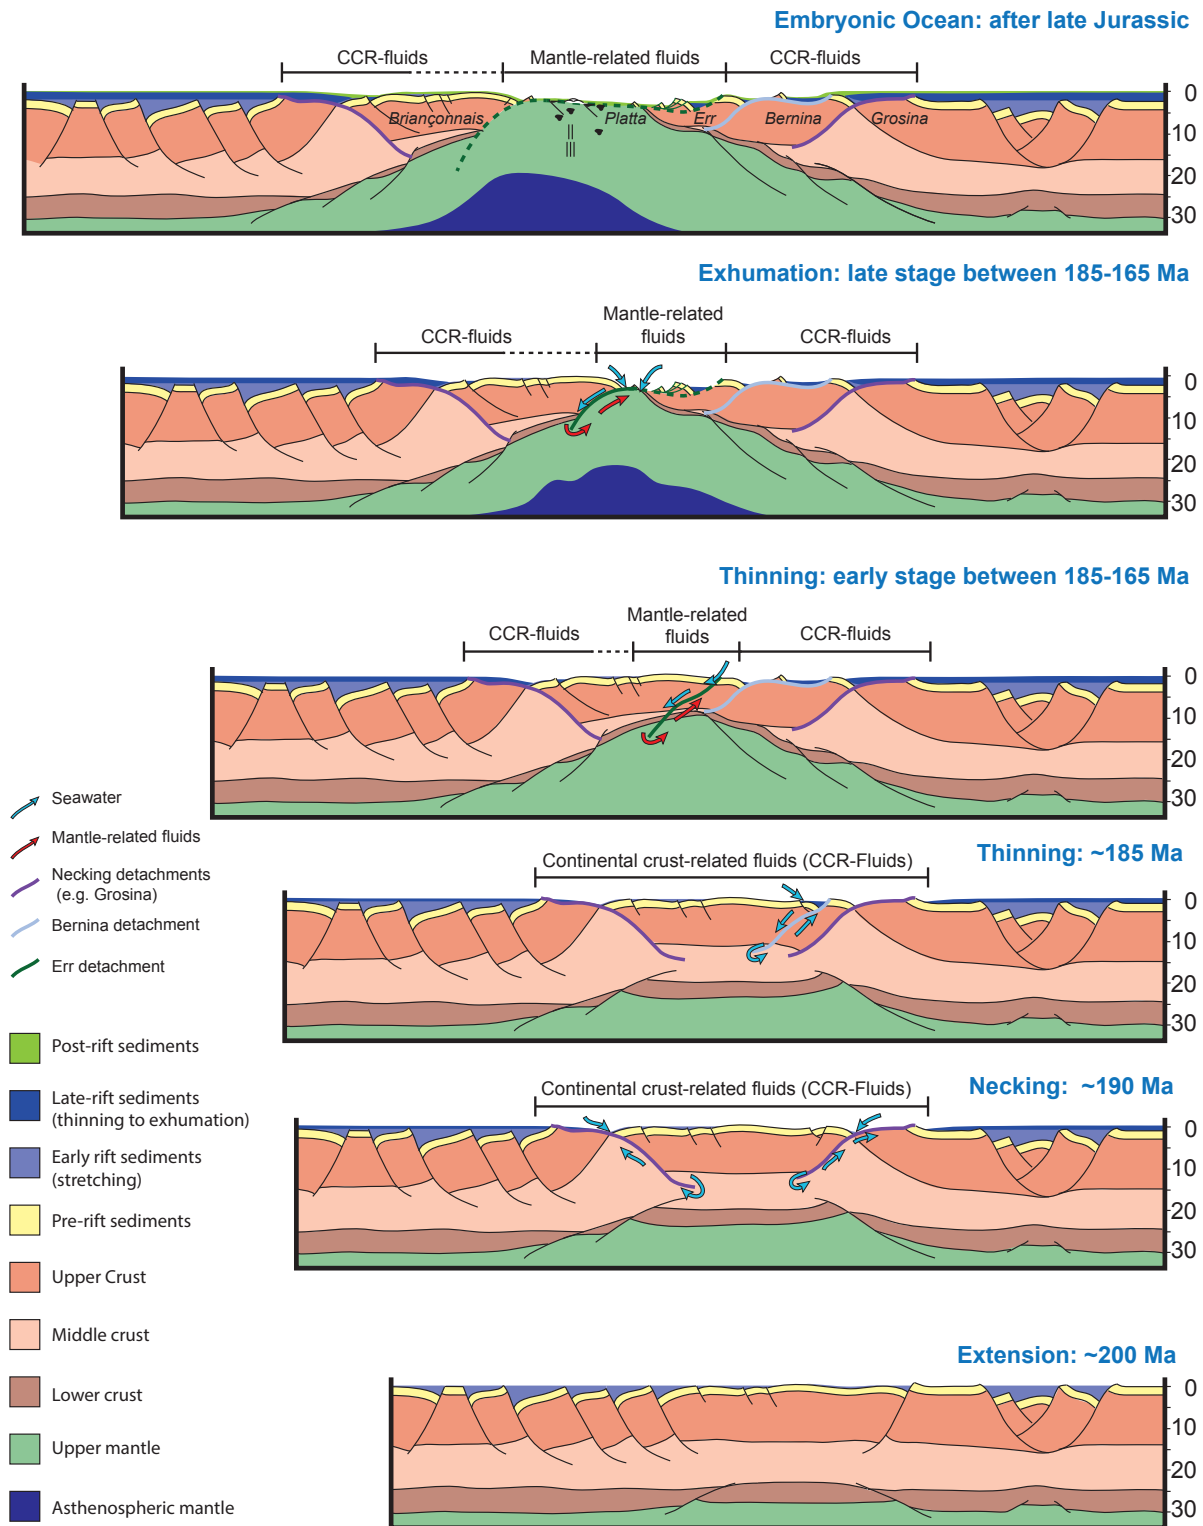 Embryonic Ocean: after late Jurassic
CCR-fluids
Mantle-related fluids
CCR-fluids
Briançonnais
Platta
Err
Bernina
Grosina
0
10
20
30
Exhumation: late stage between 185-165 Ma
Mantle-related
fluids
CCR-fluids
CCR-fluids
0
10
20
30
Thinning: early stage between 185-165 Ma
Mantle-related
fluids
CCR-fluids
CCR-fluids
0
10
20
30
Seawater
Mantle-related fluids
Necking detachments
(e.g. Grosina)
Bernina detachment
Err detachment
Thinning: ~185 Ma
Continental crust-related fluids (CCR-Fluids)
0
10
20
30
Post-rift sediments
Late-rift sediments
(thinning to exhumation)
Early rift sediments
(stretching)
Pre-rift sediments
Upper Crust
Middle crust
Lower crust
Upper mantle
Asthenospheric mantle
Necking: ~190 Ma
Continental crust-related fluids (CCR-Fluids)
0
10
20
30
Extension: ~200 Ma
0
10
20
30